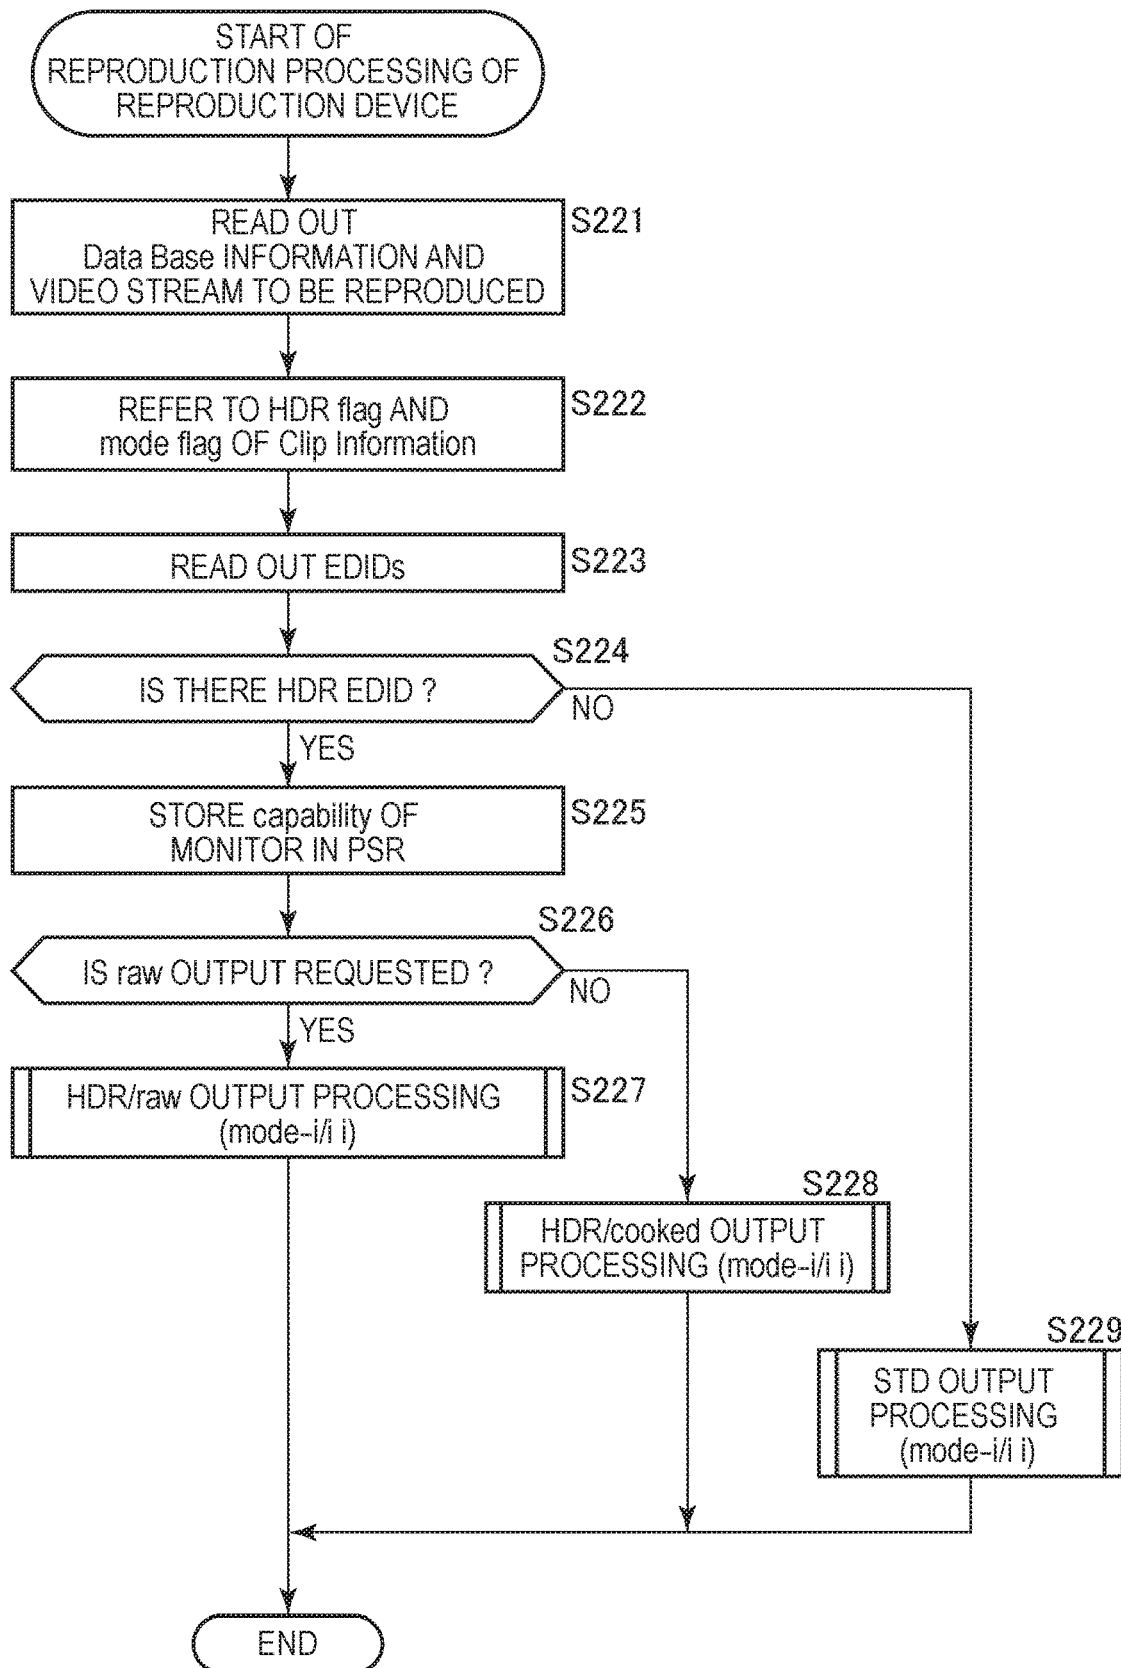 START OF
REPRODUCTION PROCESSING OF
REPRODUCTION DEVICE
READ OUT
Data Base INFORMATION AND
VIDEO STREAM TO BE REPRODUCED
S221
REFER TO HDR flag AND
mode flag OF Clip Information
S222
READ OUT EDIDs
S223
S224
IS THERE HDR EDID ?
NO
YES
STORE capability OF
MONITOR IN PSR
S225
S226
IS raw OUTPUT REQUESTED ?
NO
YES
HDR/raw OUTPUT PROCESSING
(mode-i/i i)
S227
S228
HDR/cooked OUTPUT
PROCESSING (mode-i/i i)
S229
STD OUTPUT
PROCESSING
(mode-i/i i)
END